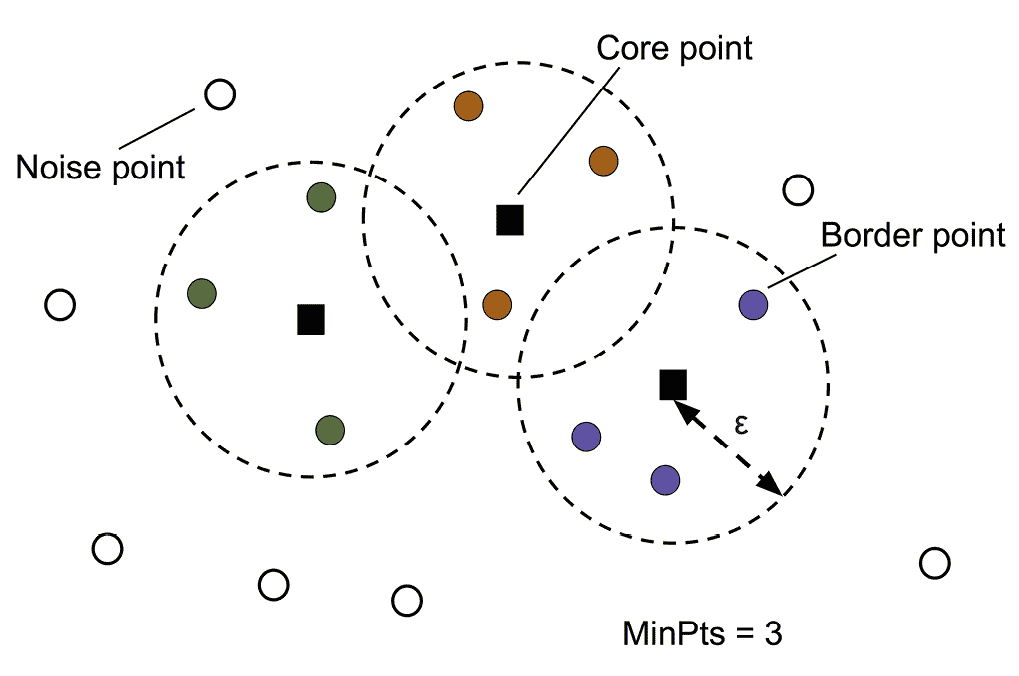 Core point
Noise point
Border point
ε
MinPts = 3